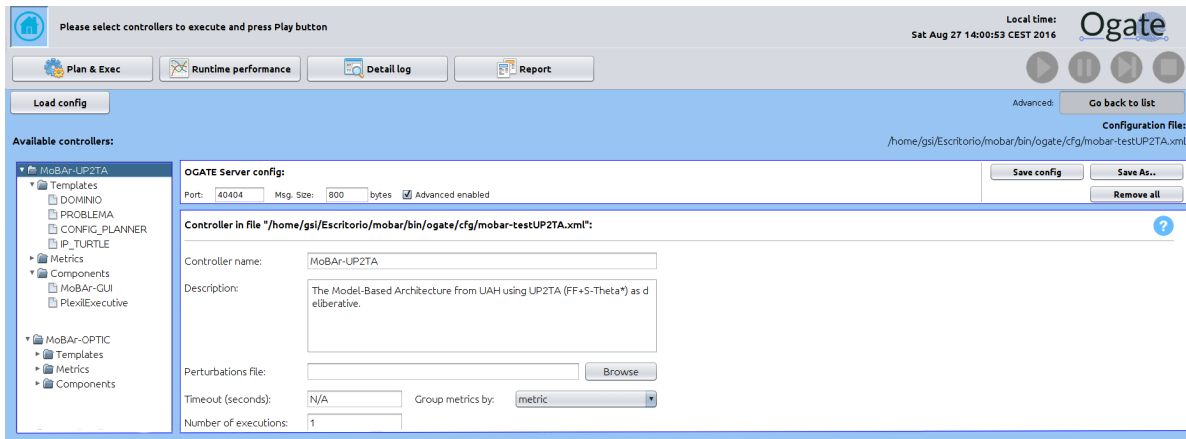 Please select controllers to execute and press Play button
Local time:
Sat Aug 27 14:00:53 CEST 2016
Ogate
Plan & Exec
Runtime performance
Detail log
Report
Load config
Advanced:
Go back to list
Configuration file:
Available controllers:
/home/gsi/Escritorio/mobar/bin/ogate/cfg/mobar-testUP2TA.xml
MoBAr-UP2TA
Templates
DOMINIO
PROBLEMA
CONFIG_PLANNER
IP_TURTLE
Metrics
Components
MoBAr-GUI
PlexilExecutive
MoBAr-OPTIC
Templates
Metrics
Components
OGATE Server config:
Save config
Save As..
Port: 40404 Msg. Size: 800 bytes Advanced enabled
Remove all
Controller in file "/home/gsi/Escritorio/mobar/bin/ogate/cfg/mobar-testUP2TA.xml":
?
Controller name: MoBAr-UP2TA
Description: The Model-Based Architecture from UAH using UP2TA (FF+S-Theta*) as d
eliberative.
Perturbations file: Browse
Timeout (seconds): N/A Group metrics by: metric
Number of executions: 1